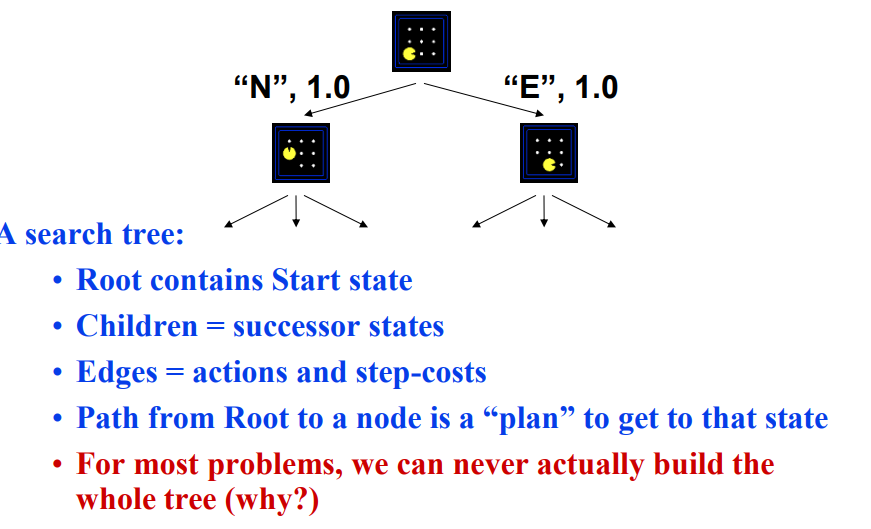 “N”, 1.0
“E”, 1.0
A search tree:
• Root contains Start state
• Children = successor states
• Edges = actions and step-costs
• Path from Root to a node is a “plan” to get to that state
• For most problems, we can never actually build the
whole tree (why?)